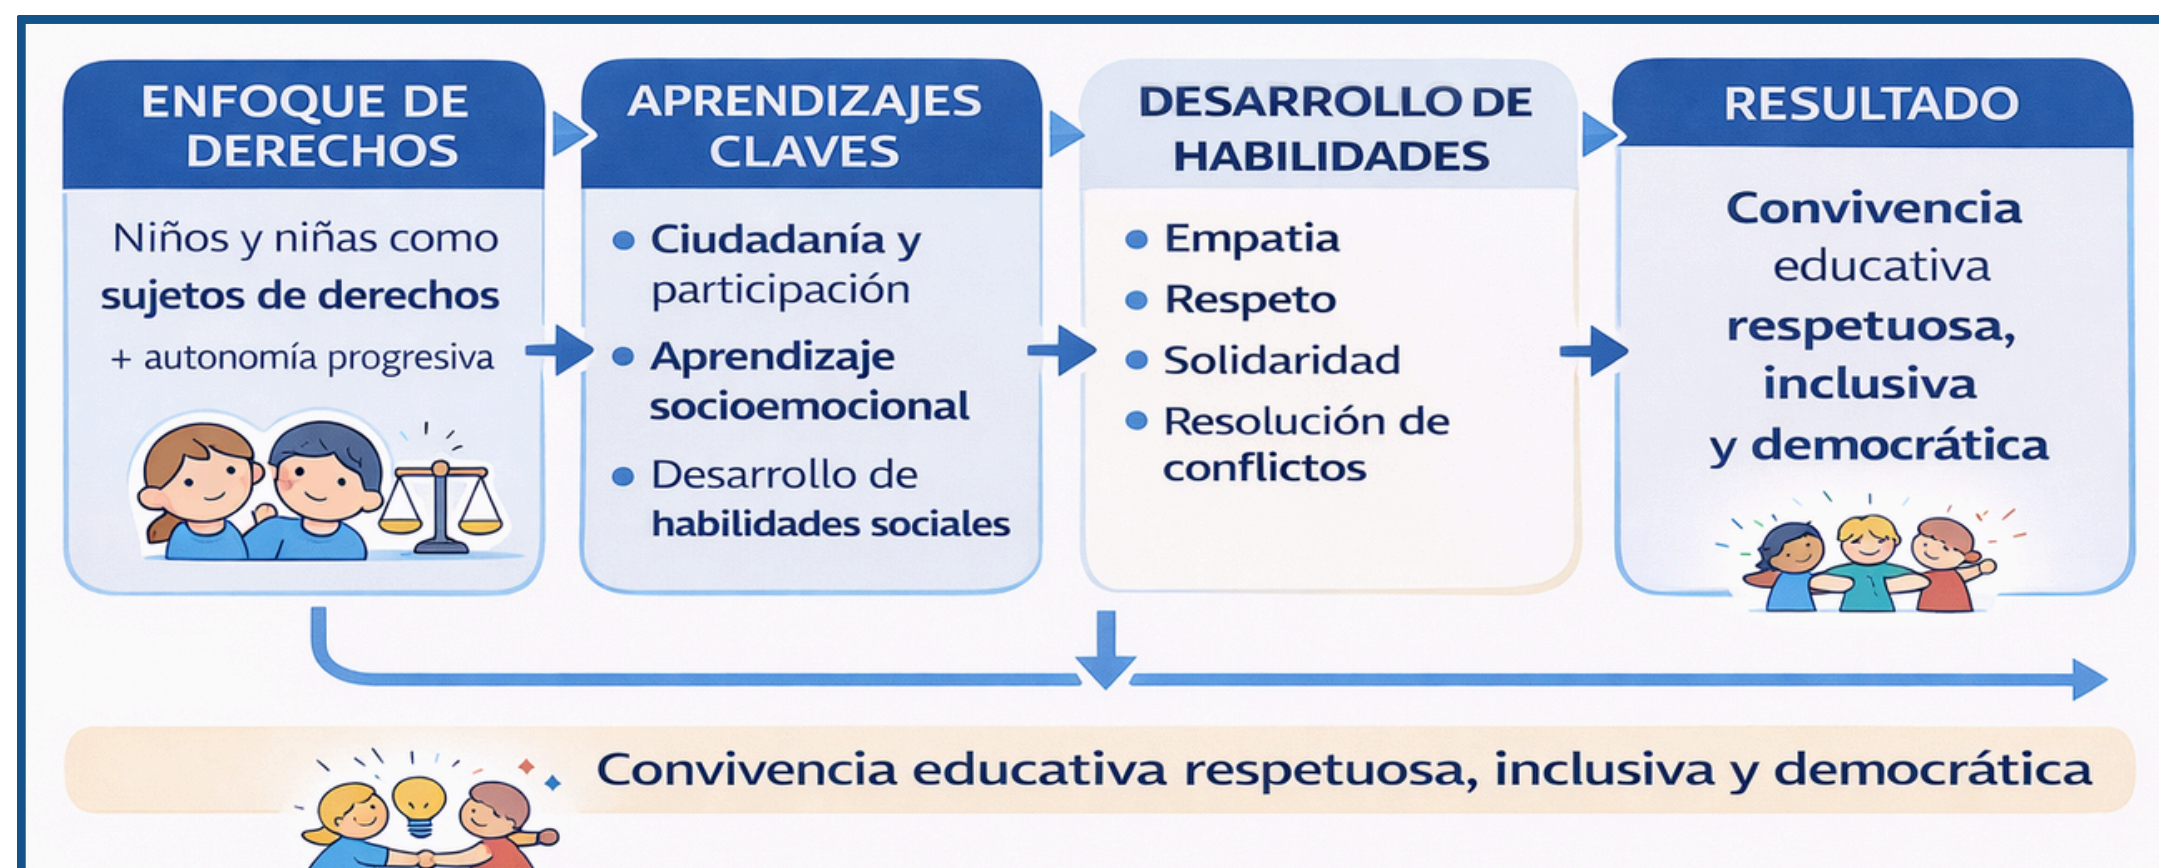 ENFOQUE DE
DERECHOS
Niños y niñas como
sujetos de derechos
+ autonomía progresiva
APRENDIZAJES
CLAVES
Ciudadanía y
participación
Aprendizaje
socioemocional
Desarrollo de
habilidades sociales
DESARROLLO DE
HABILIDADES
Empatia
Respeto
Solidaridad
Resolución de
conflictos
RESULTADO
Convivencia
educativa
respetuosa,
inclusiva
y democrática
Convivencia educativa respetuosa, inclusiva y democrática